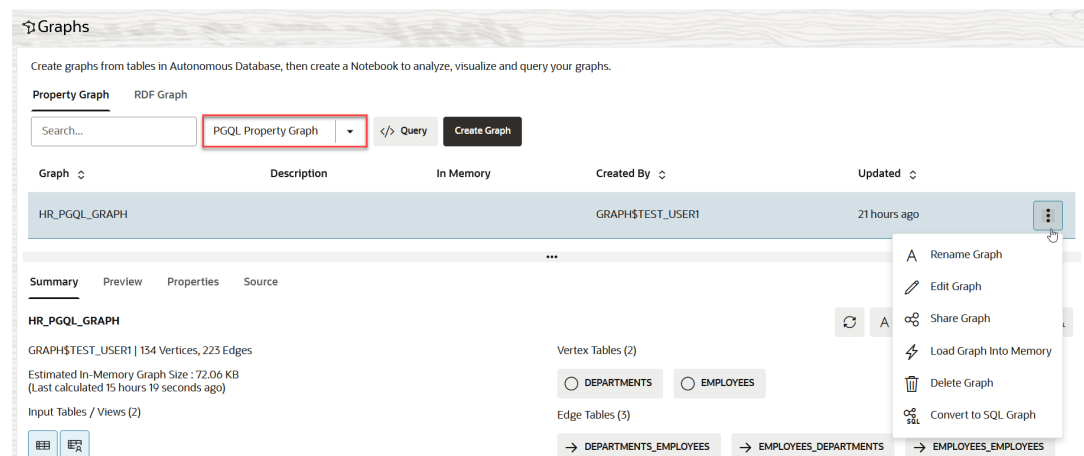 Graphs
Create graphs from tables in Autonomous Database, then create a Notebook to analyze, visualize and query your graphs.
Property Graph RDF Graph
Search... PGQL Property Graph </> Query Create Graph
Graph Description In Memory Created By Updated
HR_PGQL_GRAPH GRAPH$TEST_USER1 21 hours ago
Rename Graph
Edit Graph
Share Graph
Load Graph Into Memory
Delete Graph
SQL Convert to SQL Graph
Summary Preview Properties Source
HR_PGQL_GRAPH A
GRAPH$TEST_USER1 | 134 Vertices, 223 Edges
Estimated In-Memory Graph Size : 72.06 KB
(Last calculated 15 hours 19 seconds ago)
Input Tables / Views (2)
Vertex Tables (2)
DEPARTMENTS EMPLOYEES
Edge Tables (3)
DEPARTMENTS_EMPLOYEES EMPLOYEES_DEPARTMENTS EMPLOYEES_EMPLOYEES